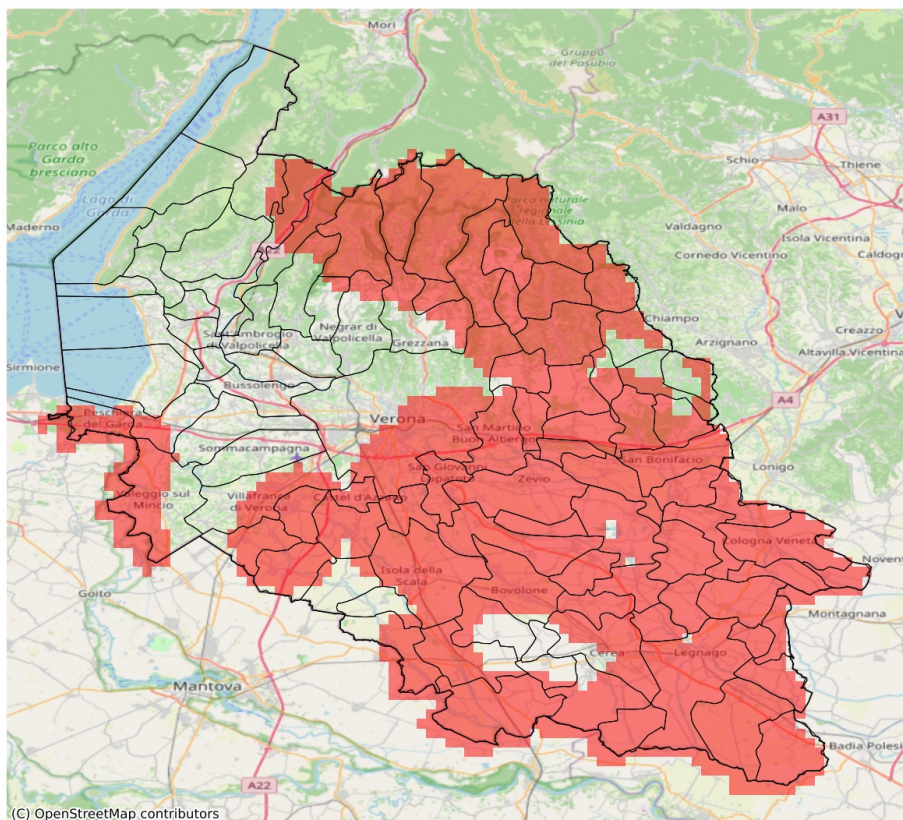 Mori
Gruppo
del Pasubio
A31
Parco alto
Garda
bresciano
Schio
Thiene
Lago di
Garda
Parco naturale
regionale
della Lessinia
Malo
Maderno
Valdagno
Isola Vicentina
A22
Cornedo Vicentino
Caldogn
Chiampo
Negrar di
Valpolicella
Sant'Ambrogio
di Valpolicella
Grezzana
Creazzo
Arzignano
Altavilla Vicentina
Sirmione
Bussolengo
A4
Peschiera
del Garda
Verona
San Martino
Buon Albergo
Sommacampagna
San Bonifacio
Lonigo
San Giovanni
Lupatoto
Zevio
Valeggio sul
Mincio
Villafranca
di Verona
Castel d'Azzano
Cologna Veneta
Isola della
Scala
Bovolone
Goito
Montagnana
Cerea
Legnago
Mantova
Badia Polesi
A22
(C) OpenStreetMap contributors